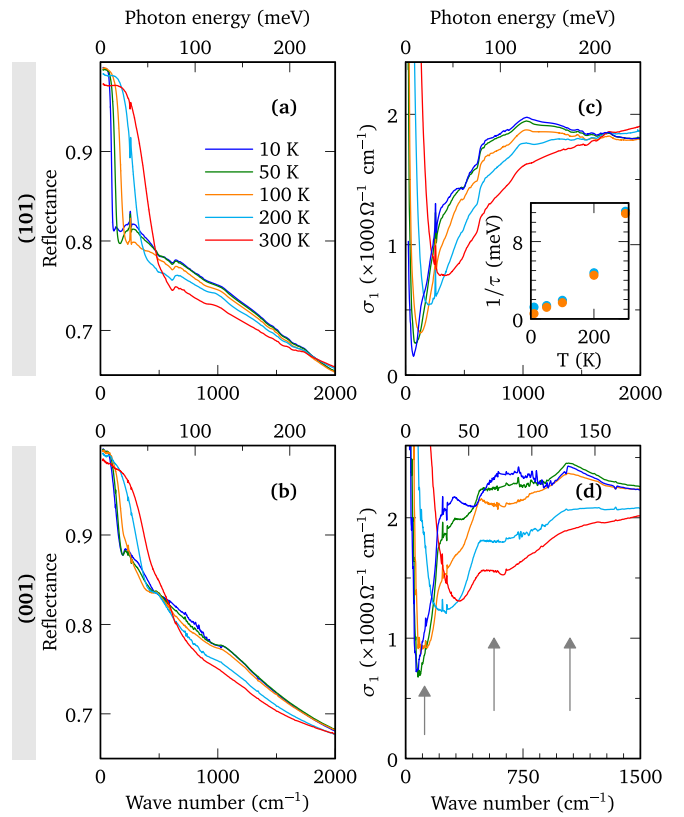 Photon energy (meV)
Photon energy (meV)
0 100 200
0 100 200
(101)
Reflectance
0.9
0.8
0.7
(a)
10 K
50 K
100 K
200 K
300 K
0 1000 2000
σ₁ (×1000 Ω⁻¹ cm⁻¹)
2
1
0
(c)
1/τ (meV)
8
0
0 200
T (K)
0 1000 2000
0 100 200
0 50 100 150
(001)
Reflectance
0.9
0.8
0.7
(b)
0 1000 2000
Wave number (cm⁻¹)
σ₁ (×1000 Ω⁻¹ cm⁻¹)
2
1
0
(d)
0 750 1500
Wave number (cm⁻¹)